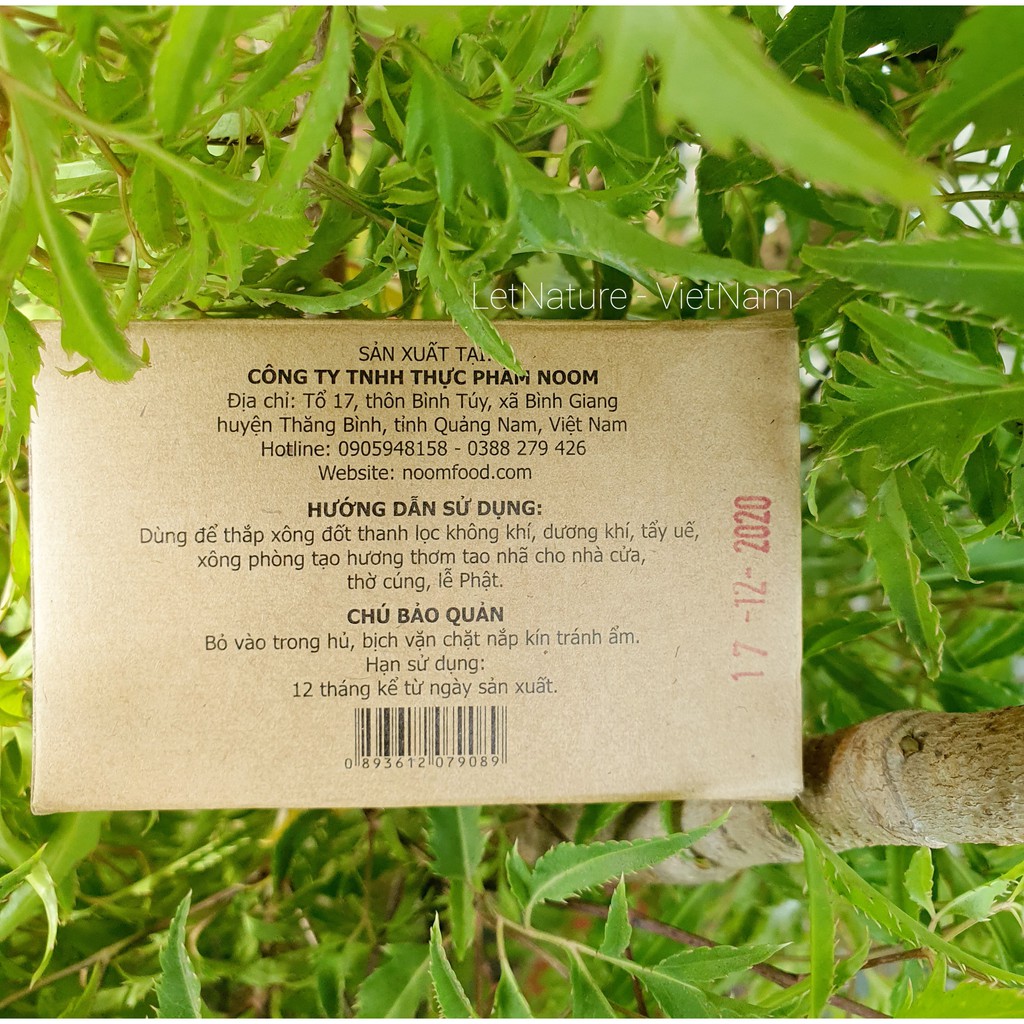 LetNature - VietNam
SẢN XUẤT TẠI:
CÔNG TY TNHH THỰC PHẨM NOOM
Địa chỉ: Tổ 17, thôn Bình Túy, xã Bình Giang
huyện Thăng Bình, tỉnh Quảng Nam, Việt Nam
Hotline: 0905948158 - 0388 279 426
Website: noomfood.com
HƯỚNG DẪN SỬ DỤNG:
Dùng để thắp xông đốt thanh lọc không khí, dương khí, tẩy uế,
xông phòng tạo hương thơm tao nhã cho nhà cửa,
thờ cúng, lễ Phật.
CHÚ BẢO QUẢN
Bỏ vào trong hủ, bịch vặn chặt nắp kín tránh ẩm.
Hạn sử dụng:
12 tháng kể từ ngày sản xuất.
0 893612 079089
17 -12- 2020